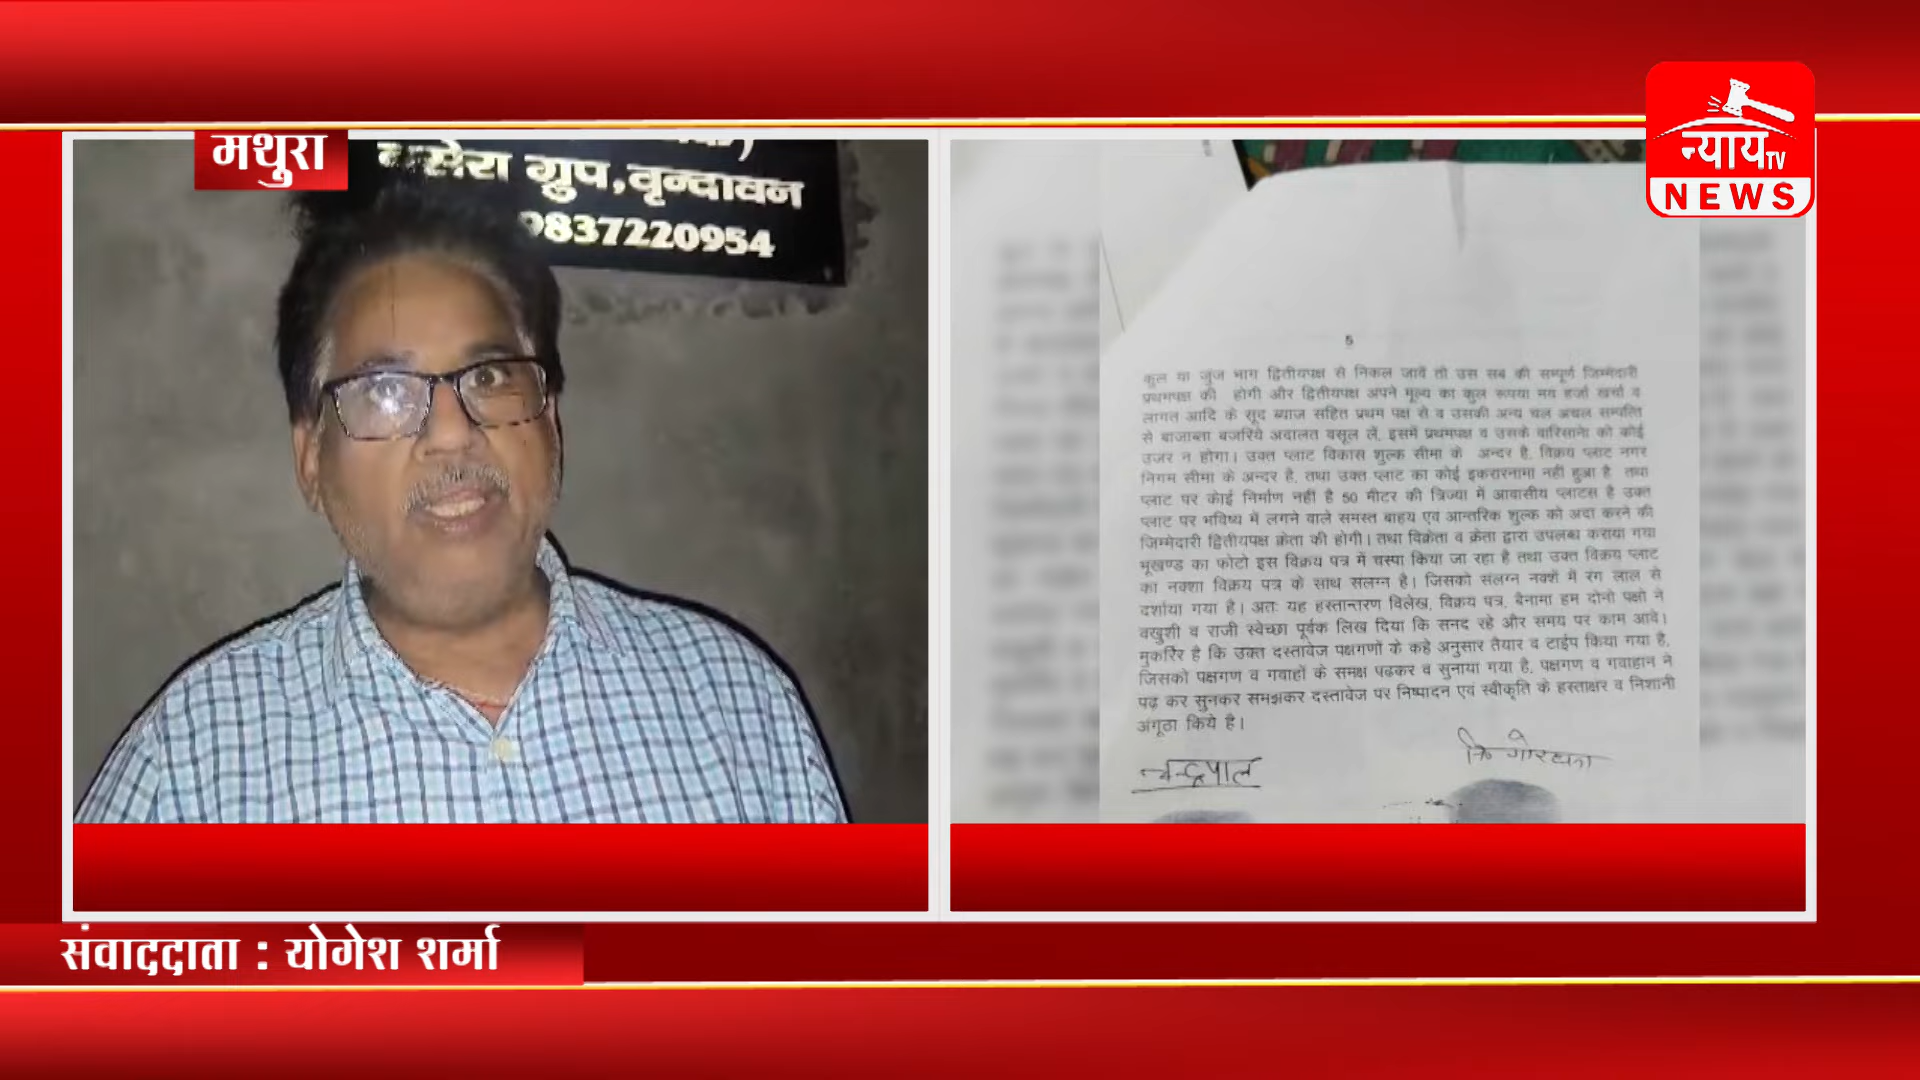 मथुरा
बसेरा ग्रुप,वृन्दावन
9837220954
न्याय TV
NEWS
5
कुल या जुज भाग द्वितीयपक्ष से निकल जावें तो उस सब की सम्पूर्ण जिम्मेदारी
प्रथमपक्ष की होगी और द्वितीयपक्ष अपने मूल्य का कुल रूपया मय हर्जा खर्चा व
लागत आदि के सूद ब्याज सहित प्रथम पक्ष से व उसकी अन्य चल अचल सम्पत्ति
से बाजाब्ता बजरिये अदालत वसूल लें, इसमें प्रथमपक्ष व उसके वारिसानेा को कोई
उजर न होगा। उक्त प्लाट विकास शुल्क सीमा के अन्दर है, विक्रय प्लाट नगर
निगम सीमा के अन्दर है, तथा उक्त प्लाट का कोई इकरारनामा नहीं हुआ है तथा
प्लाट पर केाई निर्माण नहीं है 50 मीटर की त्रिज्या में आवासीय प्लाटस है उक्त
प्लाट पर भविष्य में लगने वाले समस्त बाहय एवं आन्तरिक शुल्क को अदा करने की
जिम्मेदारी द्वितीयपक्ष क्रेता की होगी। तथा विक्रेता व क्रेता द्वारा उपलब्ध कराया गया
भूखण्ड का फोटो इस विक्रय पत्र में चस्पा किया जा रहा है तथा उक्त विक्रय प्लाट
का नक्शा विक्रय पत्र के साथ संलग्न है। जिसको संलग्न नक्शें में रंग लाल से
दर्शाया गया है। अतः यह हस्तान्तरण विलेख, विक्रय पत्र, बैनामा हम दोनो पक्षो ने
वखुशी व राजी स्वेच्छा पूर्वक लिख दिया कि सनद रहे और समय पर काम आवे।
मुकर्रिर है कि उक्त दस्तावेज पक्षगणों के कहे अनुसार तैयार व टाईप किया गया है,
जिसको पक्षगण व गवाहों के समक्ष पढकर व सुनाया गया है, पक्षगण व गवाहान ने
पढ़ कर सुनकर समझकर दस्तावेज पर निष्पादन एवं स्वीकृति के हस्ताक्षर व निशानी
अंगूठा किये है।
चन्द्रपाल
संवाददाता : योगेश शर्मा